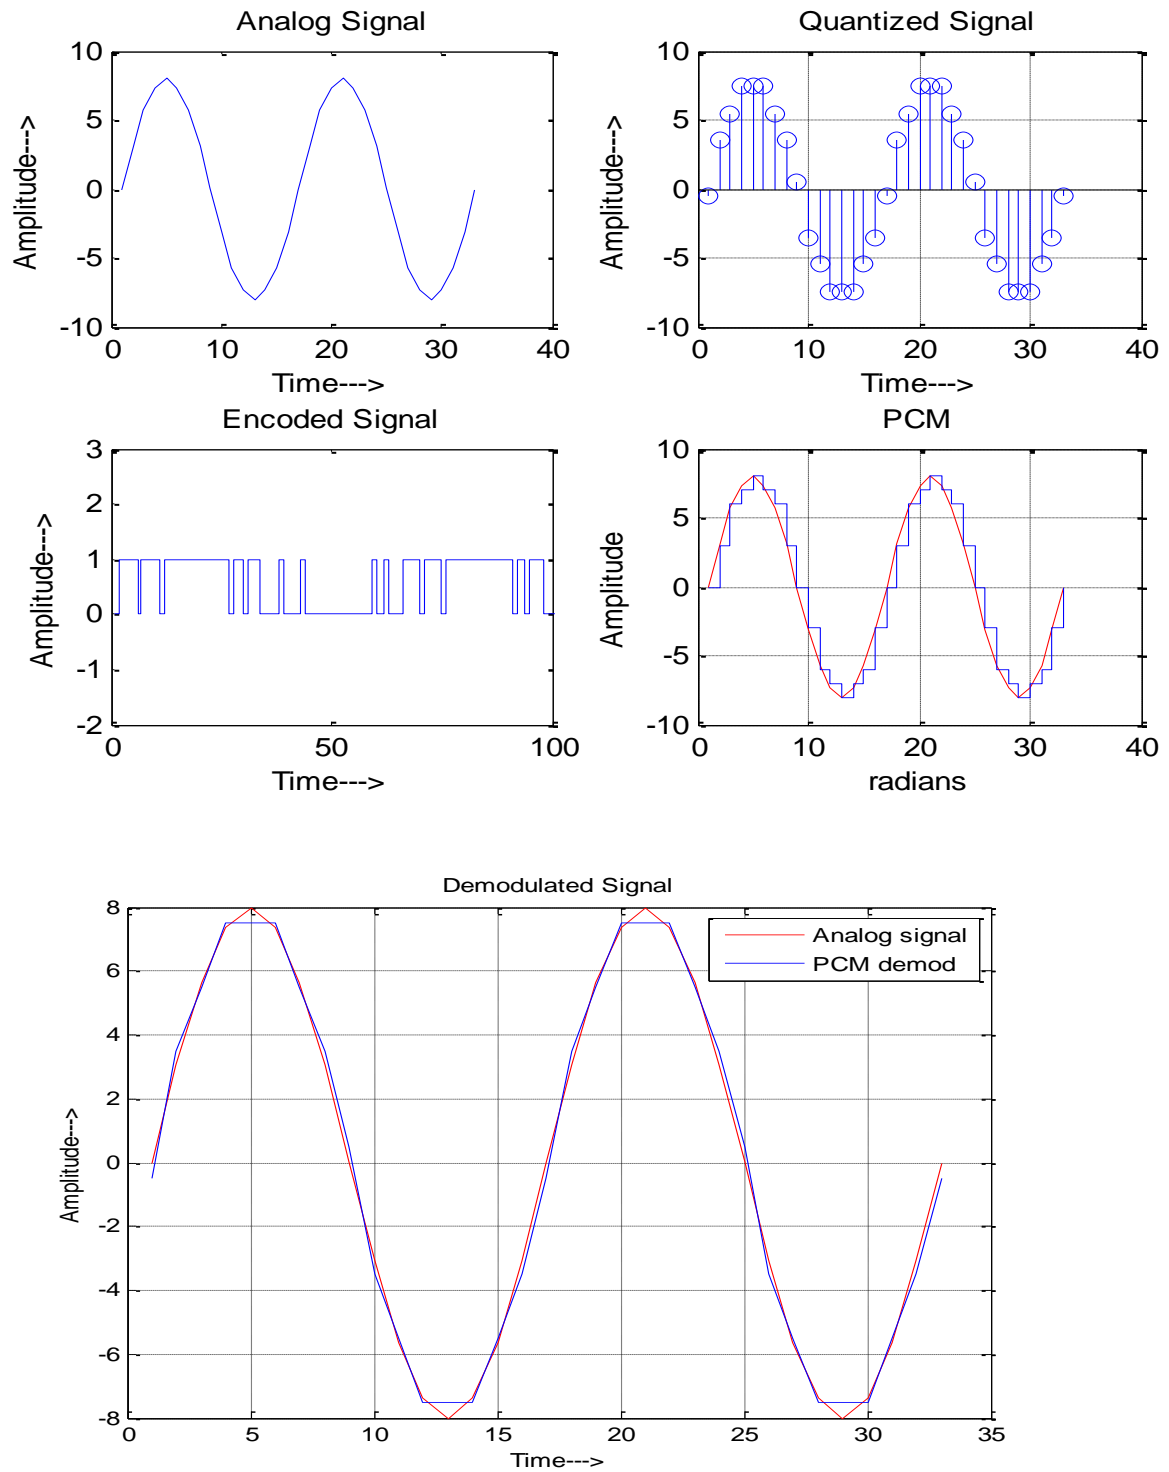 Analog Signal
10
5
0
-5
-10
Amplitude--->
0 10 20 30 40
Time--->
Quantized Signal
10
5
0
-5
-10
Amplitude--->
0 10 20 30 40
Time--->
Encoded Signal
3
2
1
0
-1
-2
Amplitude--->
0 50 100
Time--->
PCM
10
5
0
-5
-10
Amplitude
0 10 20 30 40
radians
Demodulated Signal
8
6
4
2
0
-2
-4
-6
-8
Amplitude--->
Analog signal
PCM demod
0 5 10 15 20 25 30 35
Time--->